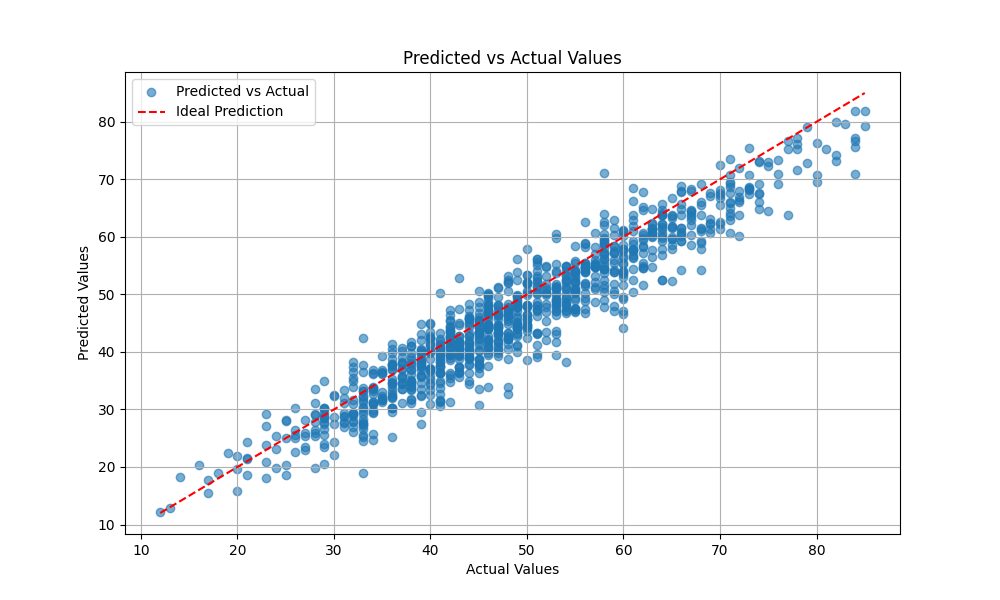 Predicted vs Actual Values
Predicted vs Actual
Ideal Prediction
80
70
60
50
40
30
20
10
Predicted Values
10 20 30 40 50 60 70 80
Actual Values